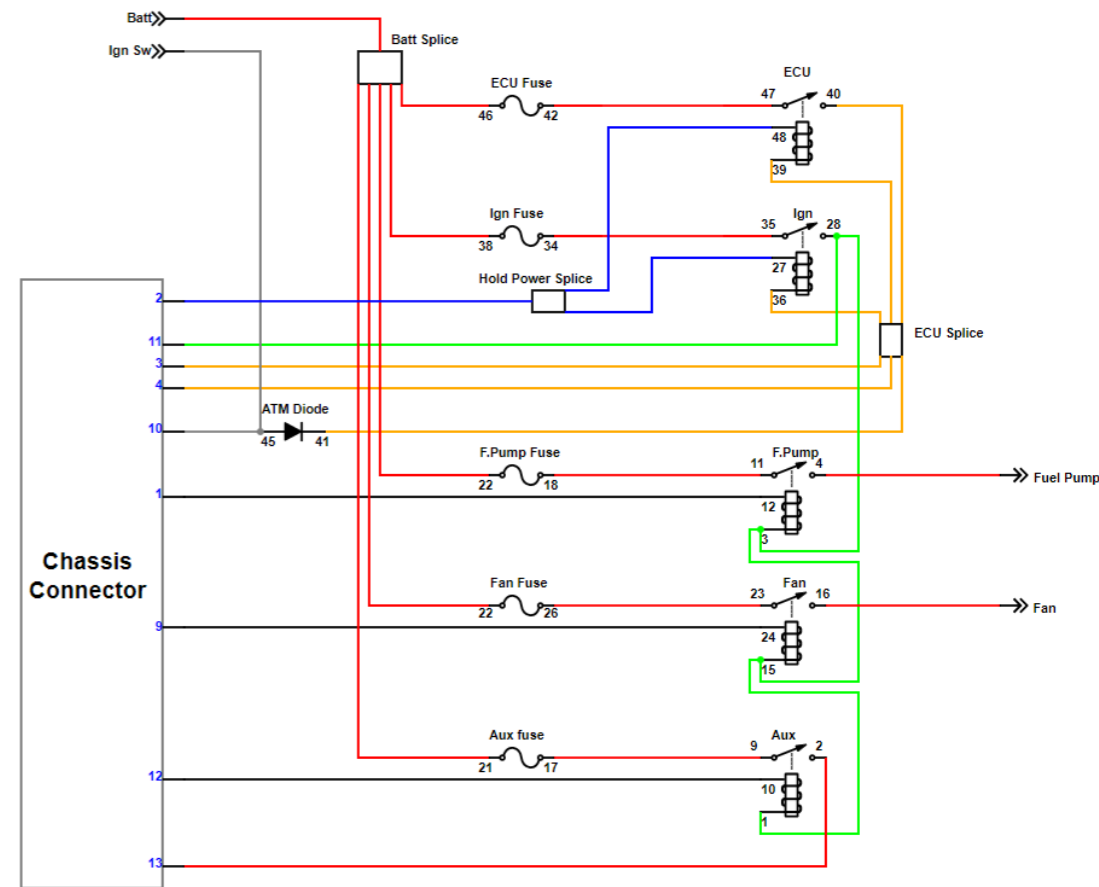 Batt
Batt Splice
Ign Sw
ECU Fuse
ECU
46
42
47
40
48
39
Ign Fuse
Ign
38
34
35
28
27
36
Hold Power Splice
ECU Splice
2
11
3
4
10
ATM Diode
45
41
F.Pump Fuse
F.Pump
22
18
11
4
Fuel Pump
1
12
3
Chassis
Connector
Fan Fuse
Fan
22
26
23
16
Fan
9
24
15
Aux fuse
Aux
21
17
9
2
12
10
1
13